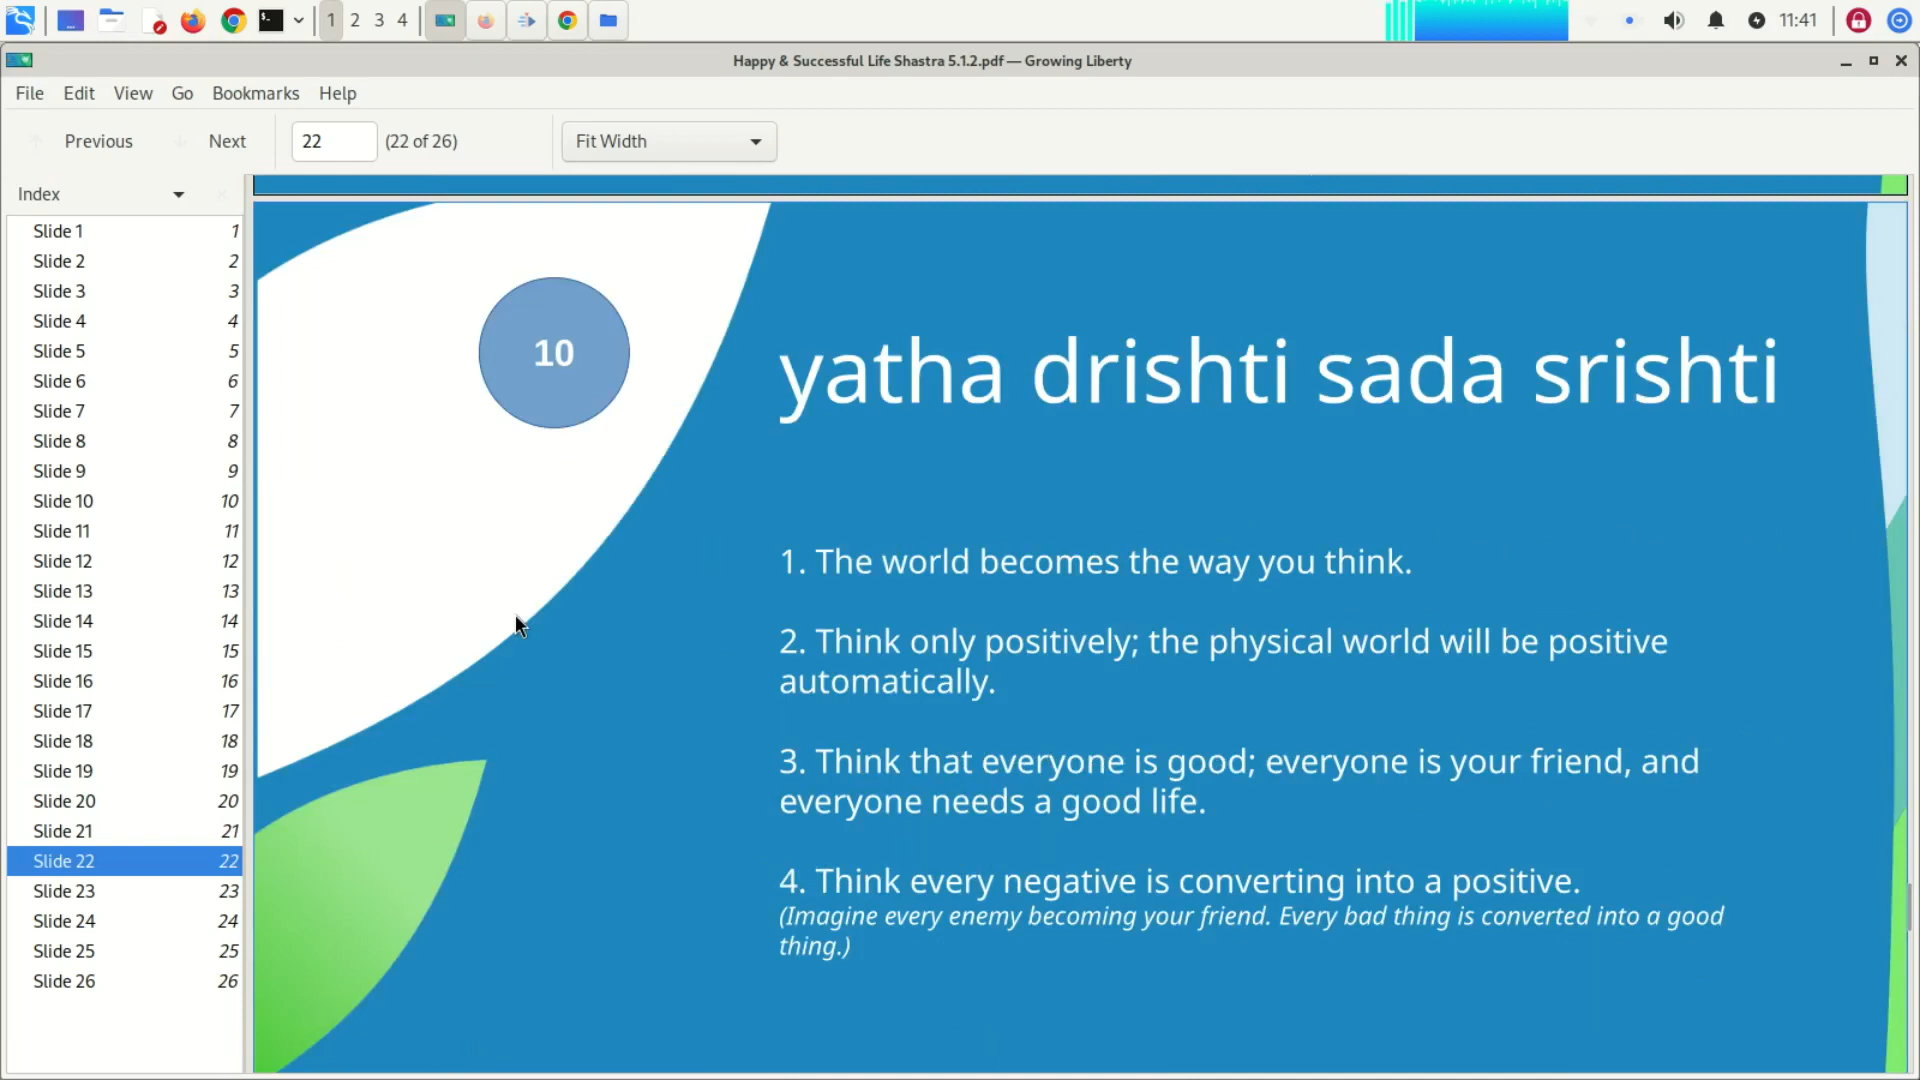 1 2 3 4
11:41
Happy & Successful Life Shastra 5.1.2.pdf — Growing Liberty
File Edit View Go Bookmarks Help
Previous Next 22 (22 of 26) Fit Width
Index
Slide 1 1
Slide 2 2
Slide 3 3
Slide 4 4
Slide 5 5
Slide 6 6
Slide 7 7
Slide 8 8
Slide 9 9
Slide 10 10
Slide 11 11
Slide 12 12
Slide 13 13
Slide 14 14
Slide 15 15
Slide 16 16
Slide 17 17
Slide 18 18
Slide 19 19
Slide 20 20
Slide 21 21
Slide 22 22
Slide 23 23
Slide 24 24
Slide 25 25
Slide 26 26
10
yatha drishti sada srishti
1. The world becomes the way you think.
2. Think only positively; the physical world will be positive
automatically.
3. Think that everyone is good; everyone is your friend, and
everyone needs a good life.
4. Think every negative is converting into a positive.
(Imagine every enemy becoming your friend. Every bad thing is converted into a good
thing.)